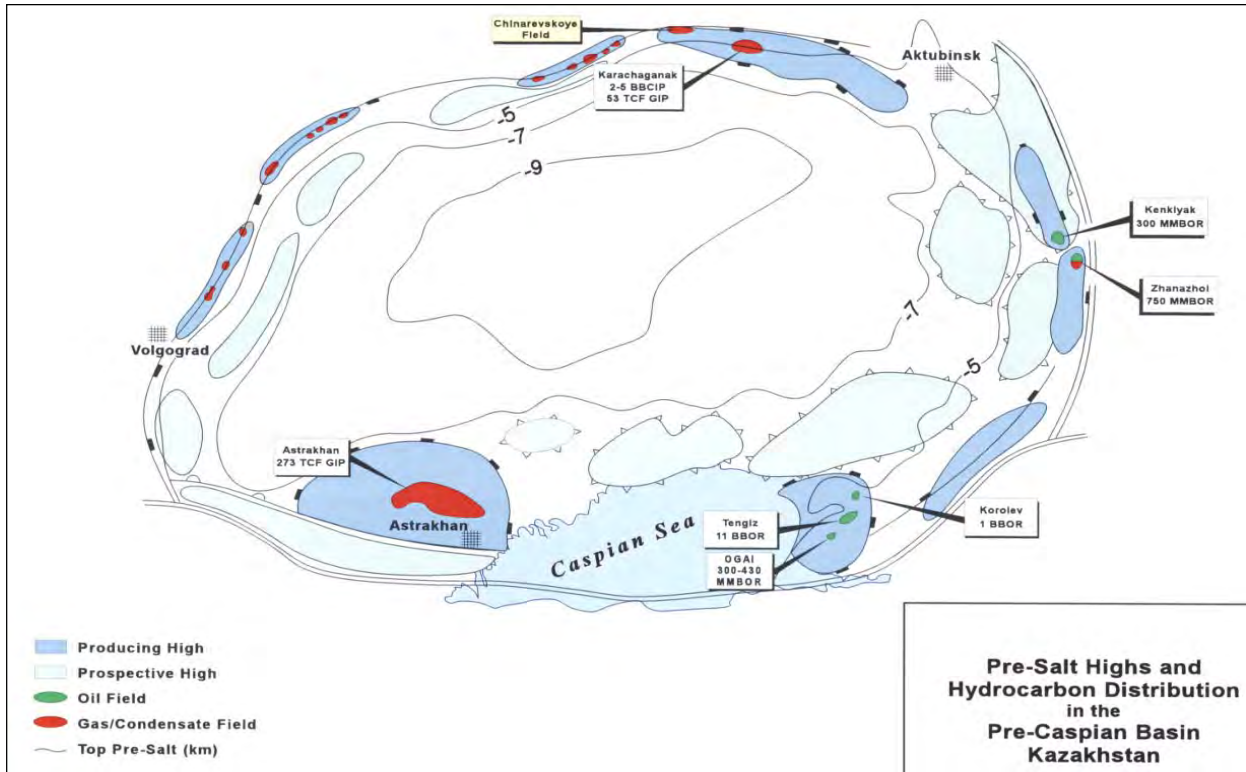 Chinarevskoye
Field
Aktubinsk
Karachaganak
2-5 BBCIP
53 TCF GIP
-5
-7
-9
Kenkiyak
300 MMBOR
Zhanazhol
750 MMBOR
Volgograd
-7
-5
Astrakhan
273 TCF GIP
Astrakhan
Caspian Sea
Tengiz
11 BBOR
OGAI
300-430
MMBOR
Korolev
1 BBOR
Producing High
Prospective High
Oil Field
Gas/Condensate Field
Top Pre-Salt (km)
Pre-Salt Highs and
Hydrocarbon Distribution
in the
Pre-Caspian Basin
Kazakhstan